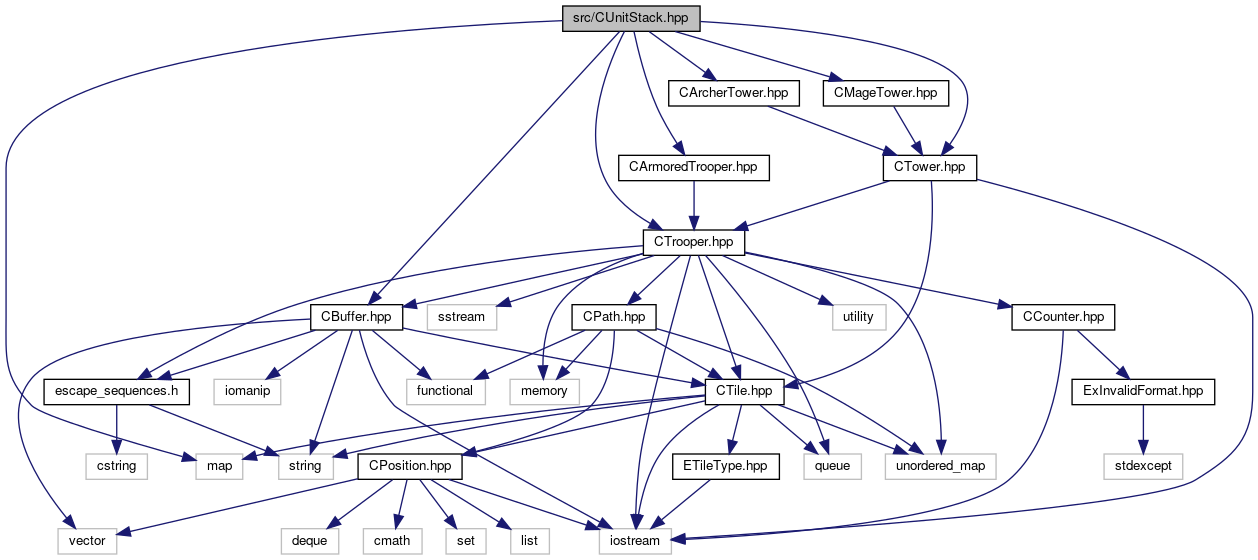 src/CUnitStack.hpp
CArcherTower.hpp
CMageTower.hpp
CArmoredTrooper.hpp
CTower.hpp
CTrooper.hpp
CBuffer.hpp
sstream
CPath.hpp
utility
CCounter.hpp
escape_sequences.h
iomanip
functional
memory
CTile.hpp
ExInvalidFormat.hpp
cstring
map
string
CPosition.hpp
ETileType.hpp
queue
unordered_map
stdexcept
vector
deque
cmath
set
list
iostream